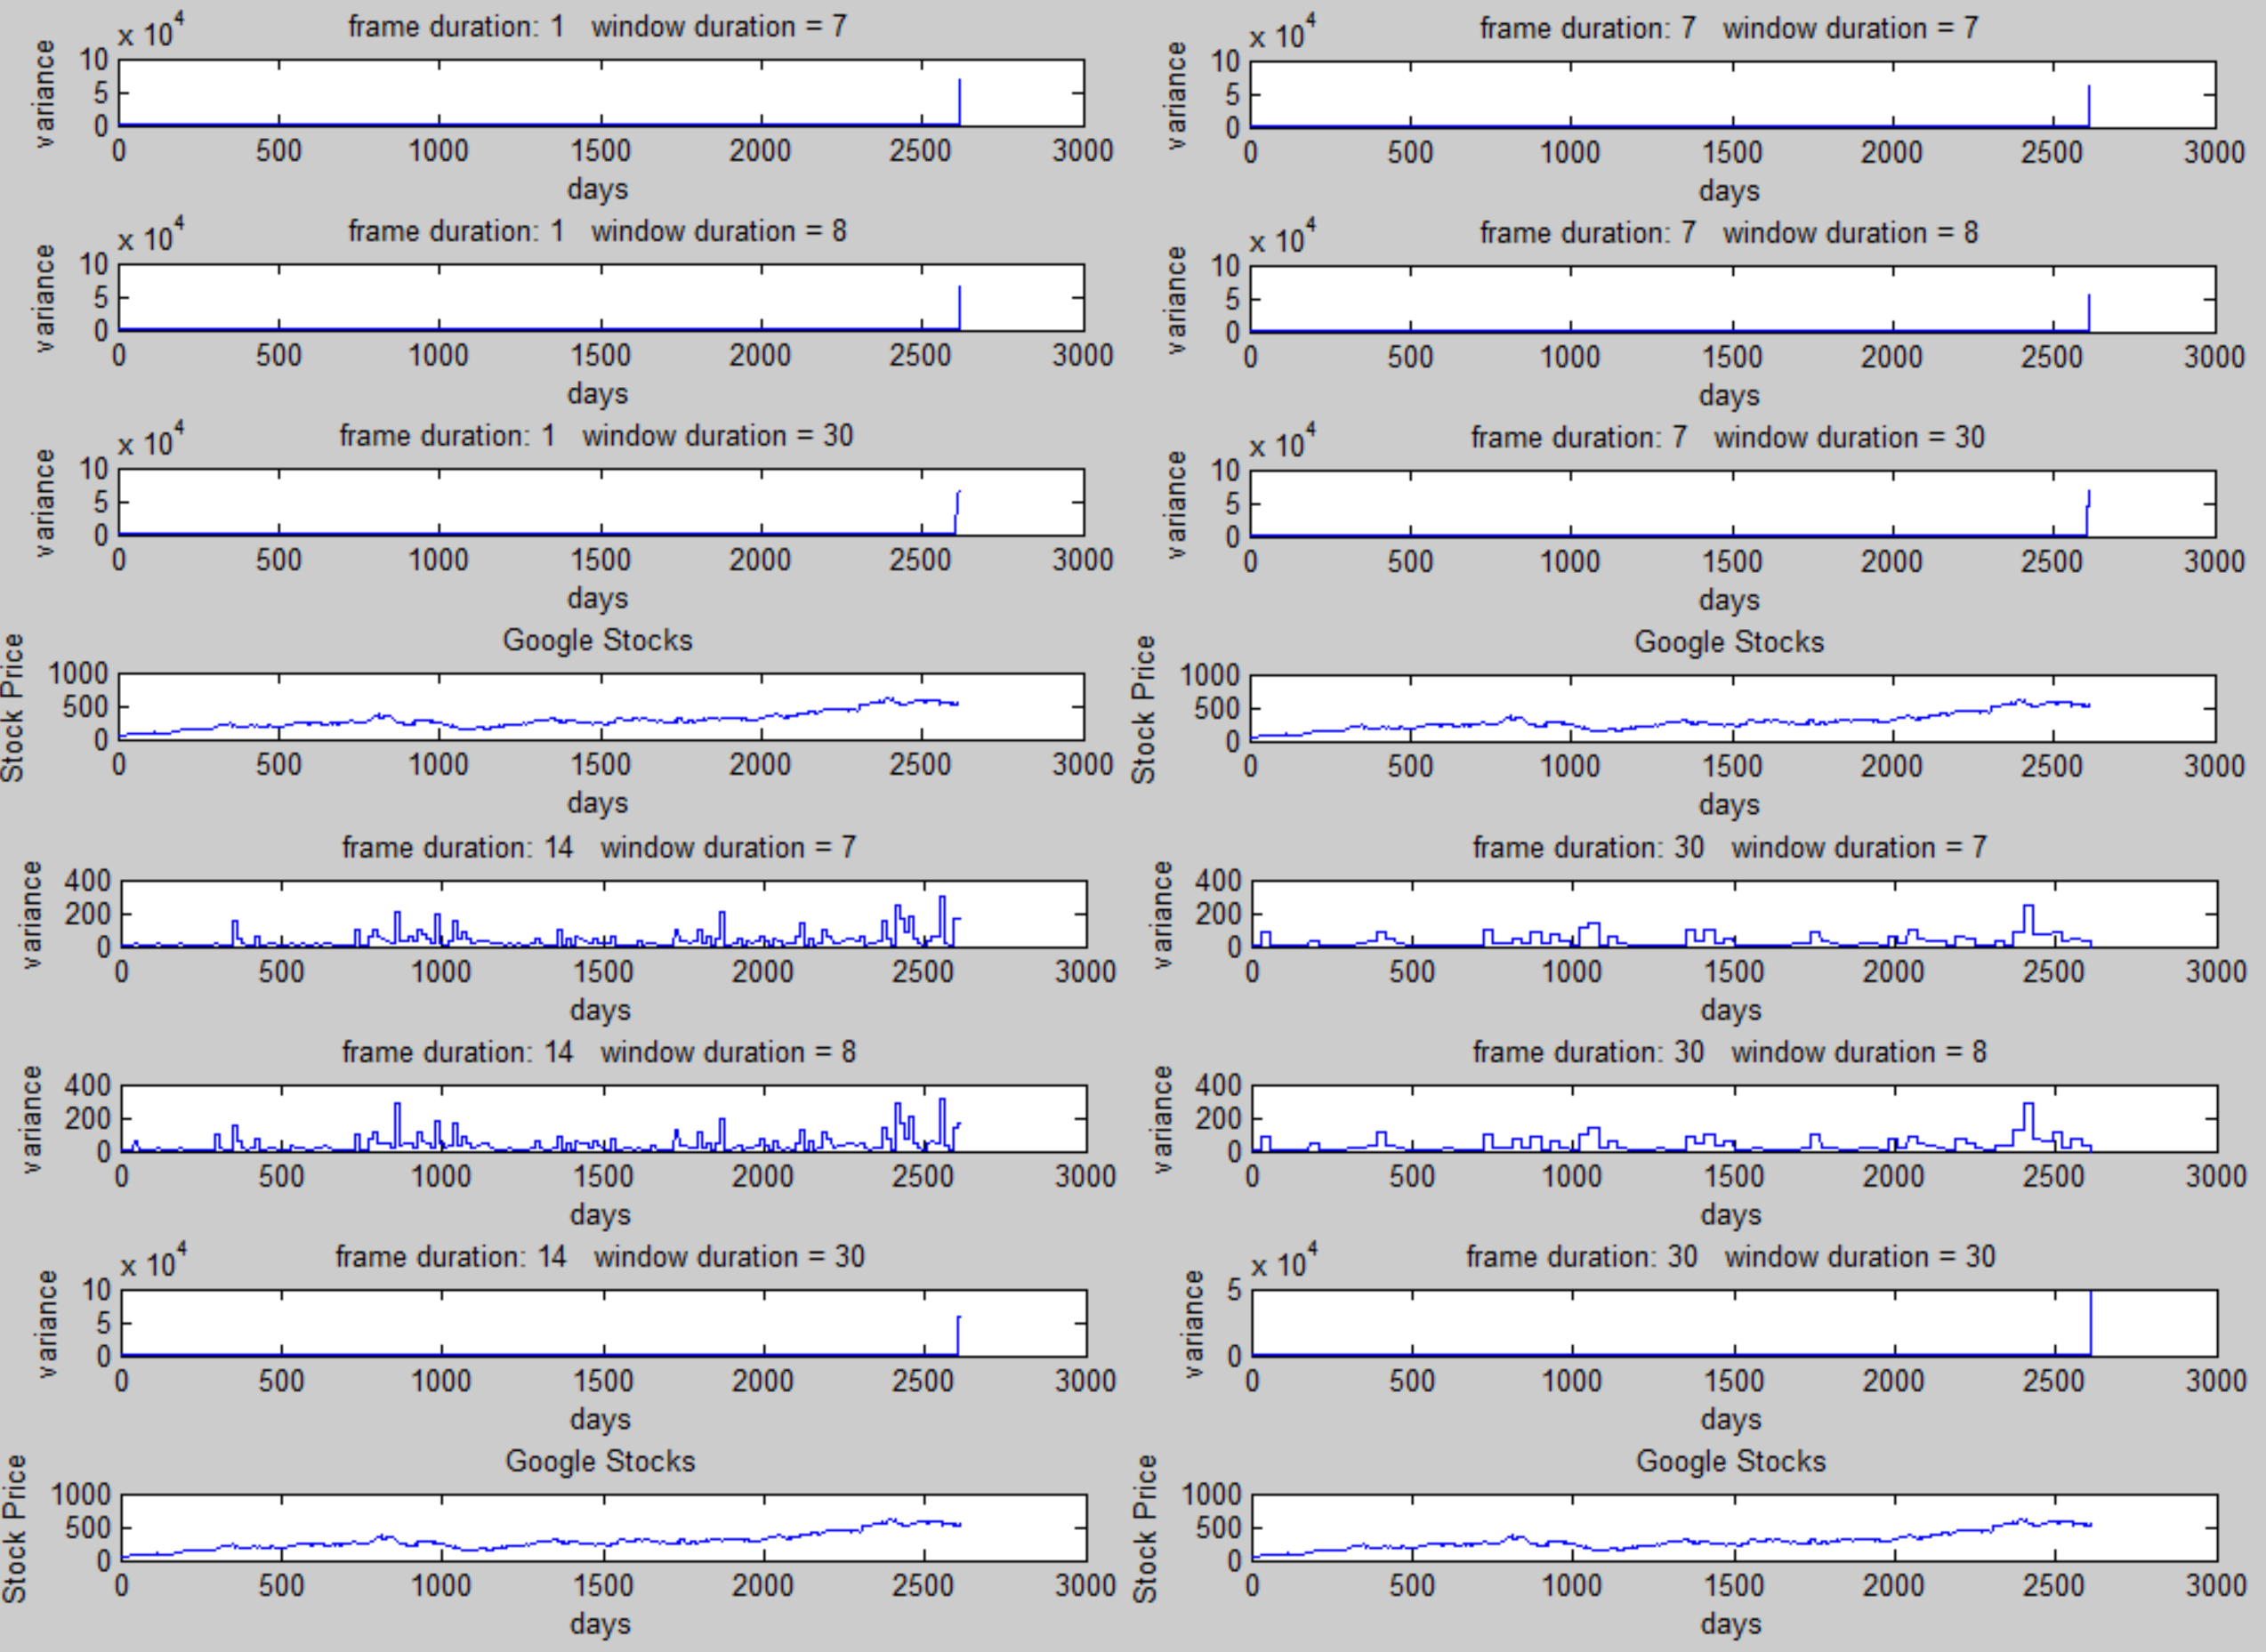 x 10^4
frame duration: 1 window duration = 7
variance
10
5
0
0 500 1000 1500 2000 2500 3000
days
x 10^4
frame duration: 7 window duration = 7
variance
10
5
0
0 500 1000 1500 2000 2500 3000
days
x 10^4
frame duration: 1 window duration = 8
variance
10
5
0
0 500 1000 1500 2000 2500 3000
days
x 10^4
frame duration: 7 window duration = 8
variance
10
5
0
0 500 1000 1500 2000 2500 3000
days
x 10^4
frame duration: 1 window duration = 30
variance
10
5
0
0 500 1000 1500 2000 2500 3000
days
x 10^4
frame duration: 7 window duration = 30
variance
10
5
0
0 500 1000 1500 2000 2500 3000
days
Google Stocks
Stock Price
1000
500
0
0 500 1000 1500 2000 2500 3000
days
Google Stocks
Stock Price
1000
500
0
0 500 1000 1500 2000 2500 3000
days
frame duration: 14 window duration = 7
variance
400
200
0
0 500 1000 1500 2000 2500 3000
days
frame duration: 30 window duration = 7
variance
400
200
0
0 500 1000 1500 2000 2500 3000
days
frame duration: 14 window duration = 8
variance
400
200
0
0 500 1000 1500 2000 2500 3000
days
frame duration: 30 window duration = 8
variance
400
200
0
0 500 1000 1500 2000 2500 3000
days
x 10^4
frame duration: 14 window duration = 30
variance
10
5
0
0 500 1000 1500 2000 2500 3000
days
x 10^4
frame duration: 30 window duration = 30
variance
5
0
0 500 1000 1500 2000 2500 3000
days
Google Stocks
Stock Price
1000
500
0
0 500 1000 1500 2000 2500 3000
days
Google Stocks
Stock Price
1000
500
0
0 500 1000 1500 2000 2500 3000
days